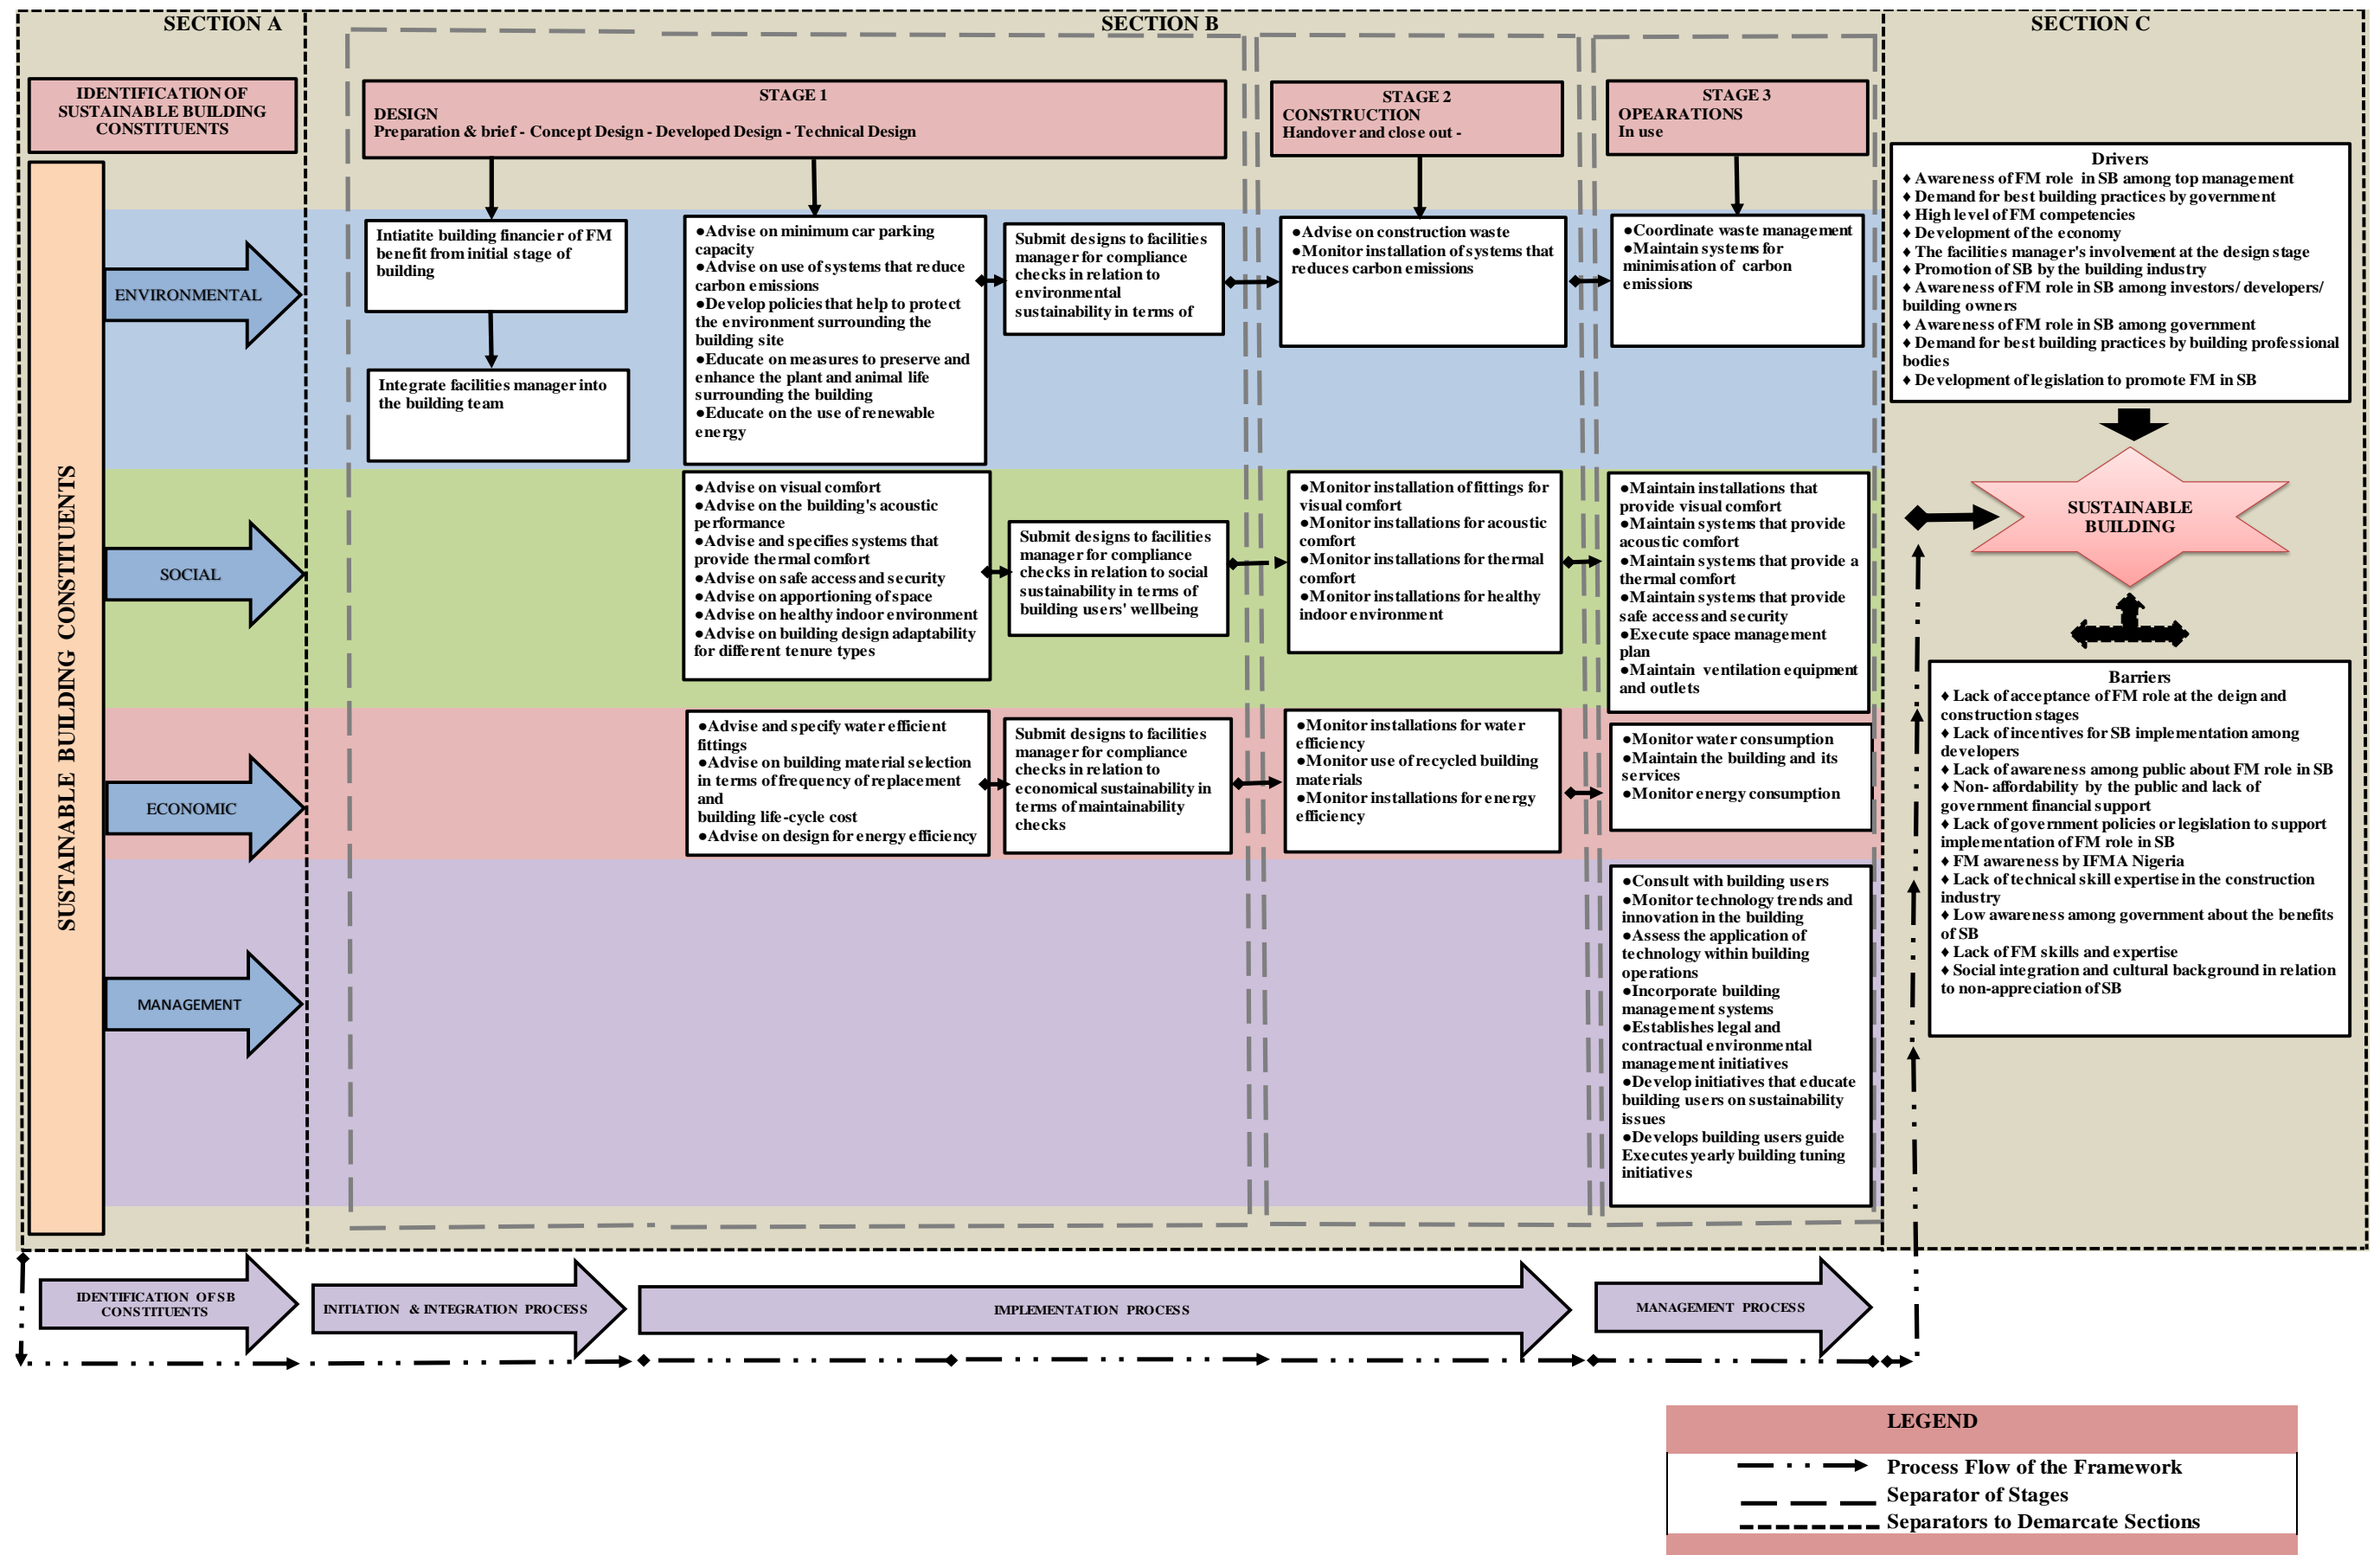 SECTION A
SECTION B
SECTION C
IDENTIFICATION OF
SUSTAINABLE BUILDING
CONSTITUENTS
STAGE 1
DESIGN
Preparation & brief - Concept Design - Developed Design - Technical Design
STAGE 2
CONSTRUCTION
Handover and close out -
STAGE 3
OPEARATIONS
In use
SUSTAINABLE BUILDING CONSTITUENTS
ENVIRONMENTAL
Intiatite building financier of FM
benefit from initial stage of
building
Integrate facilities manager into
the building team
●Advise on minimum car parking
capacity
●Advise on use of systems that reduce
carbon emissions
●Develop policies that help to protect
the environment surrounding the
building site
●Educate on measures to preserve and
enhance the plant and animal life
surrounding the building
●Educate on the use of renewable
energy
Submit designs to facilities
manager for compliance
checks in relation to
environmental
sustainability in terms of
●Advise on construction waste
●Monitor installation of systems that
reduces carbon emissions
●Coordinate waste management
●Maintain systems for
minimisation of carbon
emissions
SOCIAL
●Advise on visual comfort
●Advise on the building's acoustic
performance
●Advise and specifies systems that
provide thermal comfort
●Advise on safe access and security
●Advise on apportioning of space
●Advise on healthy indoor environment
●Advise on building design adaptability
for different tenure types
Submit designs to facilities
manager for compliance
checks in relation to social
sustainability in terms of
building users' wellbeing
●Monitor installation of fittings for
visual comfort
●Monitor installations for acoustic
comfort
●Monitor installations for thermal
comfort
●Monitor installations for healthy
indoor environment
●Maintain installations that
provide visual comfort
●Maintain systems that provide
acoustic comfort
●Maintain systems that provide a
thermal comfort
●Maintain systems that provide
safe access and security
●Execute space management
plan
●Maintain ventilation equipment
and outlets
ECONOMIC
●Advise and specify water efficient
fittings
●Advise on building material selection
in terms of frequency of replacement
and
building life-cycle cost
●Advise on design for energy efficiency
Submit designs to facilities
manager for compliance
checks in relation to
economical sustainability in
terms of maintainability
checks
●Monitor installations for water
efficiency
●Monitor use of recycled building
materials
●Monitor installations for energy
efficiency
●Monitor water consumption
●Maintain the building and its
services
●Monitor energy consumption
MANAGEMENT
●Consult with building users
●Monitor technology trends and
innovation in the building
●Assess the application of
technology within building
operations
●Incorporate building
management systems
●Establishes legal and
contractual environmental
management initiatives
●Develop initiatives that educate
building users on sustainability
issues
●Develops building users guide
Executes yearly building tuning
initiatives
Drivers
♦ Awareness of FM role in SB among top management
♦ Demand for best building practices by government
♦ High level of FM competencies
♦ Development of the economy
♦ The facilities manager's involvement at the design stage
♦ Promotion of SB by the building industry
♦ Awareness of FM role in SB among investors/ developers/
building owners
♦ Awareness of FM role in SB among government
♦ Demand for best building practices by building professional
bodies
♦ Development of legislation to promote FM in SB
SUSTAINABLE
BUILDING
Barriers
♦ Lack of acceptance of FM role at the deign and
construction stages
♦ Lack of incentives for SB implementation among
developers
♦ Lack of awareness among public about FM role in SB
♦ Non- affordability by the public and lack of
government financial support
♦ Lack of government policies or legislation to support
implementation of FM role in SB
♦ FM awareness by IFMA Nigeria
♦ Lack of technical skill expertise in the construction
industry
♦ Low awareness among government about the benefits
of SB
♦ Lack of FM skills and expertise
♦ Social integration and cultural background in relation
to non-appreciation of SB
IDENTIFICATION OF SB
CONSTITUENTS
INITIATION & INTEGRATION PROCESS
IMPLEMENTATION PROCESS
MANAGEMENT PROCESS
LEGEND
Process Flow of the Framework
Separator of Stages
Separators to Demarcate Sections